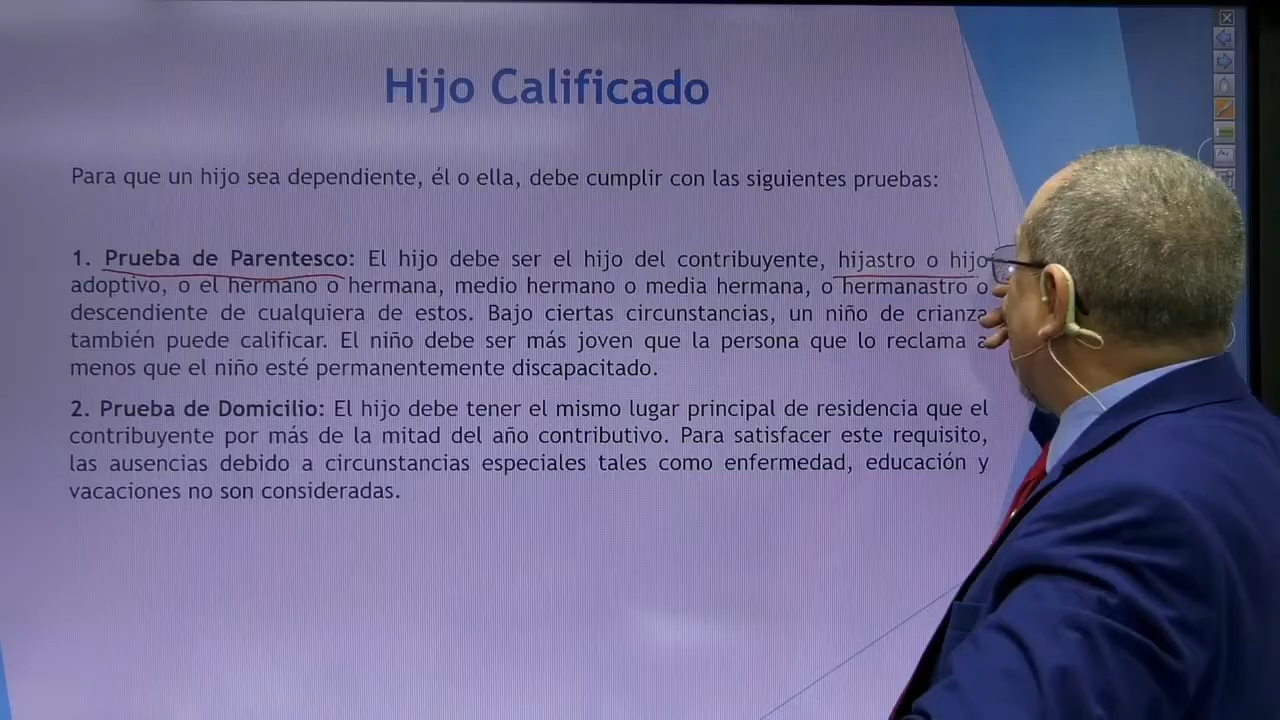 Hijo Calificado
Para que un hijo sea dependiente, él o ella, debe cumplir con las siguientes pruebas:
1. Prueba de Parentesco: El hijo debe ser el hijo del contribuyente, hijastro o hijo
adoptivo, o el hermano o hermana, medio hermano o media hermana, o hermanastro o
descendiente de cualquiera de estos. Bajo ciertas circunstancias, un niño de crianza
también puede calificar. El niño debe ser más joven que la persona que lo reclama a
menos que el niño esté permanentemente discapacitado.
2. Prueba de Domicilio: El hijo debe tener el mismo lugar principal de residencia que el
contribuyente por más de la mitad del año contributivo. Para satisfacer este requisito,
las ausencias debido a circunstancias especiales tales como enfermedad, educación y
vacaciones no son consideradas.